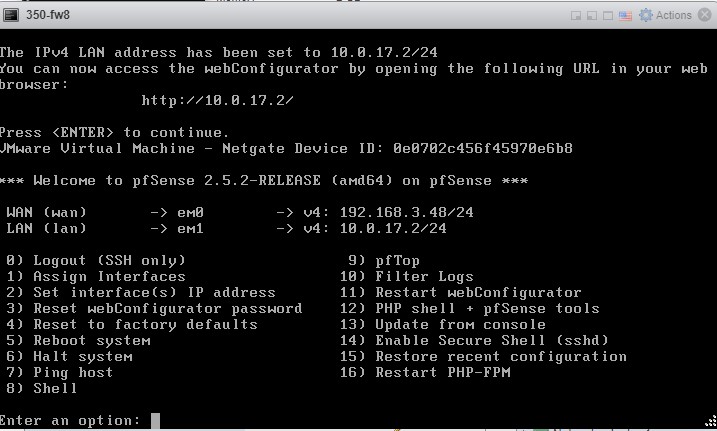 350-fw8
Actions
The IPv4 LAN address has been set to 10.0.17.2/24
You can now access the webConfigurator by opening the following URL in your web
browser:
http://10.0.17.2/
Press <ENTER> to continue.
VMware Virtual Machine - Netgate Device ID: 0e0702c456f45970e6b8
*** Welcome to pfSense 2.5.2-RELEASE (amd64) on pfSense ***
WAN (wan) -> em0 -> v4: 192.168.3.48/24
LAN (lan) -> em1 -> v4: 10.0.17.2/24
0) Logout (SSH only) 9) pfTop
1) Assign Interfaces 10) Filter Logs
2) Set interface(s) IP address 11) Restart webConfigurator
3) Reset webConfigurator password 12) PHP shell + pfSense tools
4) Reset to factory defaults 13) Update from console
5) Reboot system 14) Enable Secure Shell (sshd)
6) Halt system 15) Restore recent configuration
7) Ping host 16) Restart PHP-FPM
8) Shell
Enter an option: